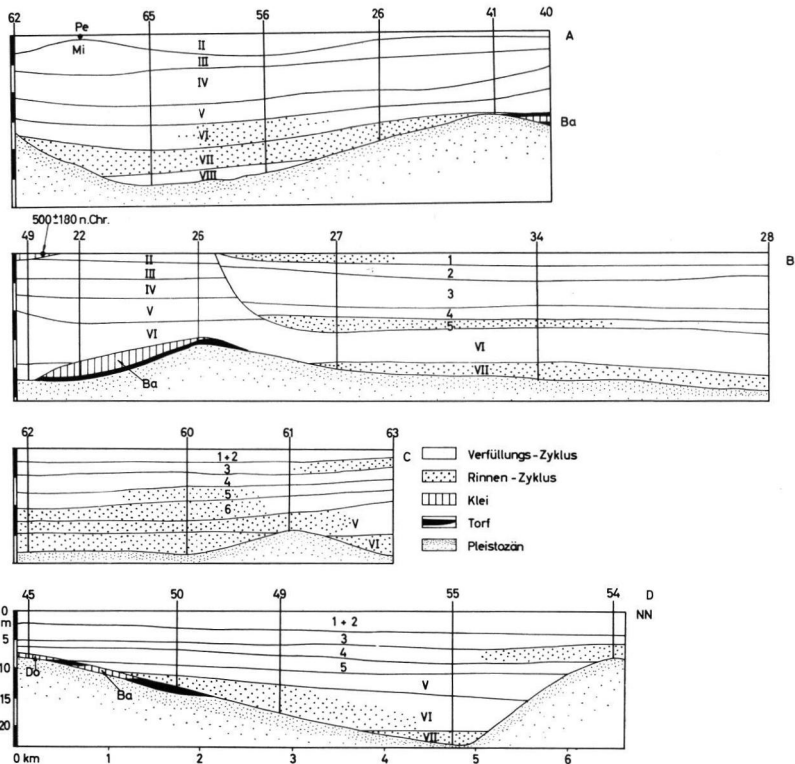 62 65 56 26 41 40
Pe
A
Mi
II
III
IV
V
VI
VII
VIII
Ba
500±180 n.Chr.
49 22 26 27 34 28
B
II
III
IV
V
VI
Ba
1
2
3
4
5
VI
VII
62 60 61 63
C
1+2
3
4
5
6
V
VI
Verfüllungs-Zyklus
Rinnen-Zyklus
Klei
Torf
Pleistozän
45 50 49 55 54 D
0 NN
m
5
10
15
20
1+2
3
4
5
V
VI
VII
Do
Ba
0 km 1 2 3 4 5 6